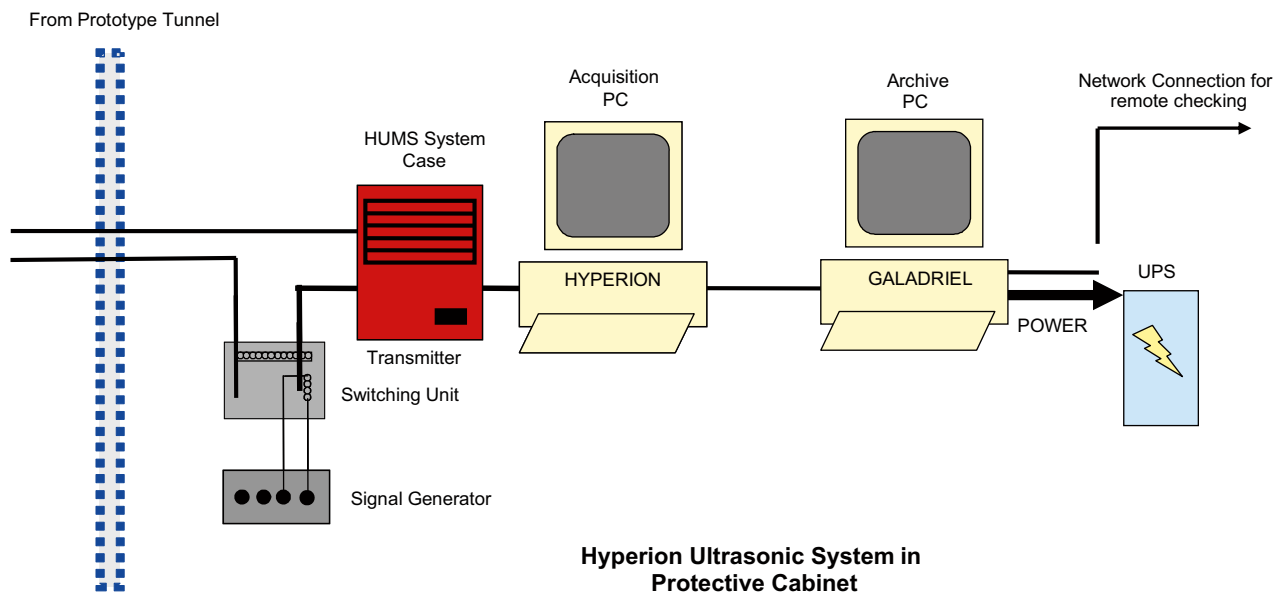 From Prototype Tunnel
Acquisition
PC
Archive
PC
Network Connection for
remote checking
HUMS System
Case
HYPERION
GALADRIEL
UPS
POWER
Transmitter
Switching Unit
Signal Generator
Hyperion Ultrasonic System in
Protective Cabinet